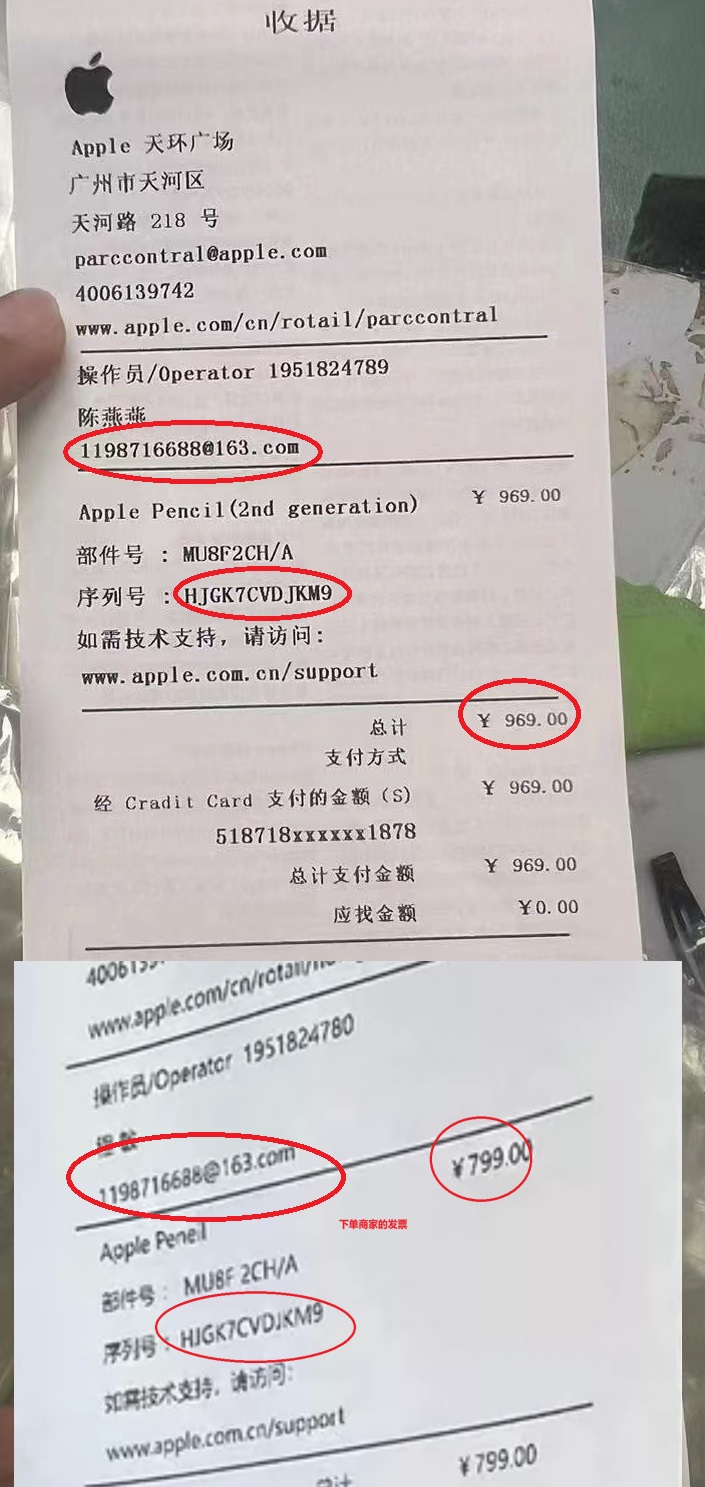 收据
Apple 天环广场
广州市天河区
天河路 218 号
parccontral@apple.com
4006139742
www.apple.com/cn/rotail/parccontral
操作员/Operator 1951824789
陈燕燕
1198716688@163.com
Apple Pencil(2nd generation) ¥ 969.00
部件号 : MU8F2CH/A
序列号 : HJGK7CVDJKM9
如需技术支持, 请访问:
www.apple.com.cn/support
总计 ¥ 969.00
支付方式
经 Cradit Card 支付的金额 (S) ¥ 969.00
518718xxxxxx1878
总计支付金额 ¥ 969.00
应找金额 ¥0.00
www.apple.com/cn/rotail/
操作员/Operator 1951824780
1198716688@163.com
¥799.00
下单商家的发票
Apple Peneil
部件号: MU8F 2CH/A
序列号: HJGK7CVDJKM9
如需技术支持, 请访问:
www.apple.com.cn/support
总计 ¥799.00